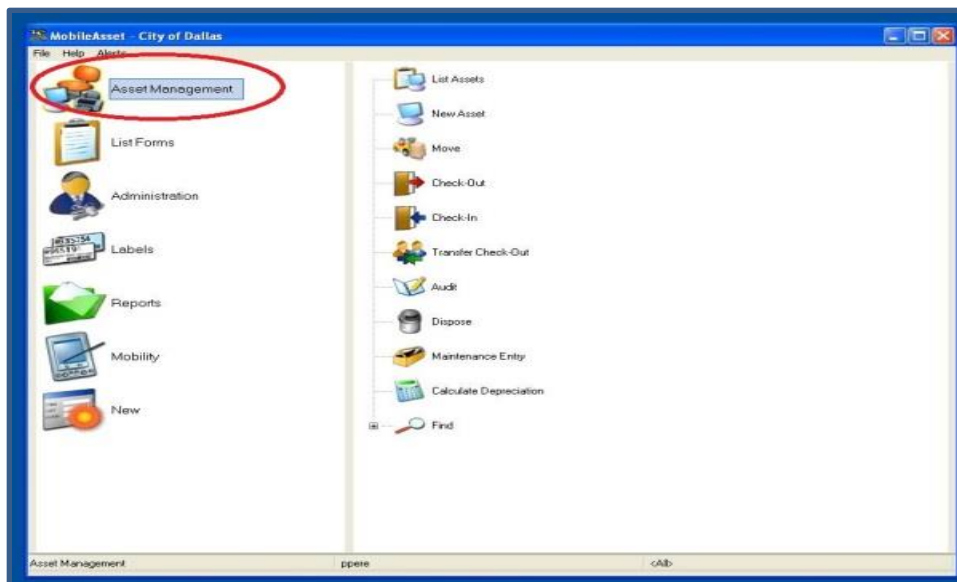 MobileAsset - City of Dallas
File Help Alerts
Asset Management
List Forms
Administration
Labels
Reports
Mobility
New
List Assets
New Asset
Move
Check-Out
Check-In
Transfer Check-Out
Audit
Dispose
Maintenance Entry
Calculate Depreciation
Find
Asset Management ppere <All>